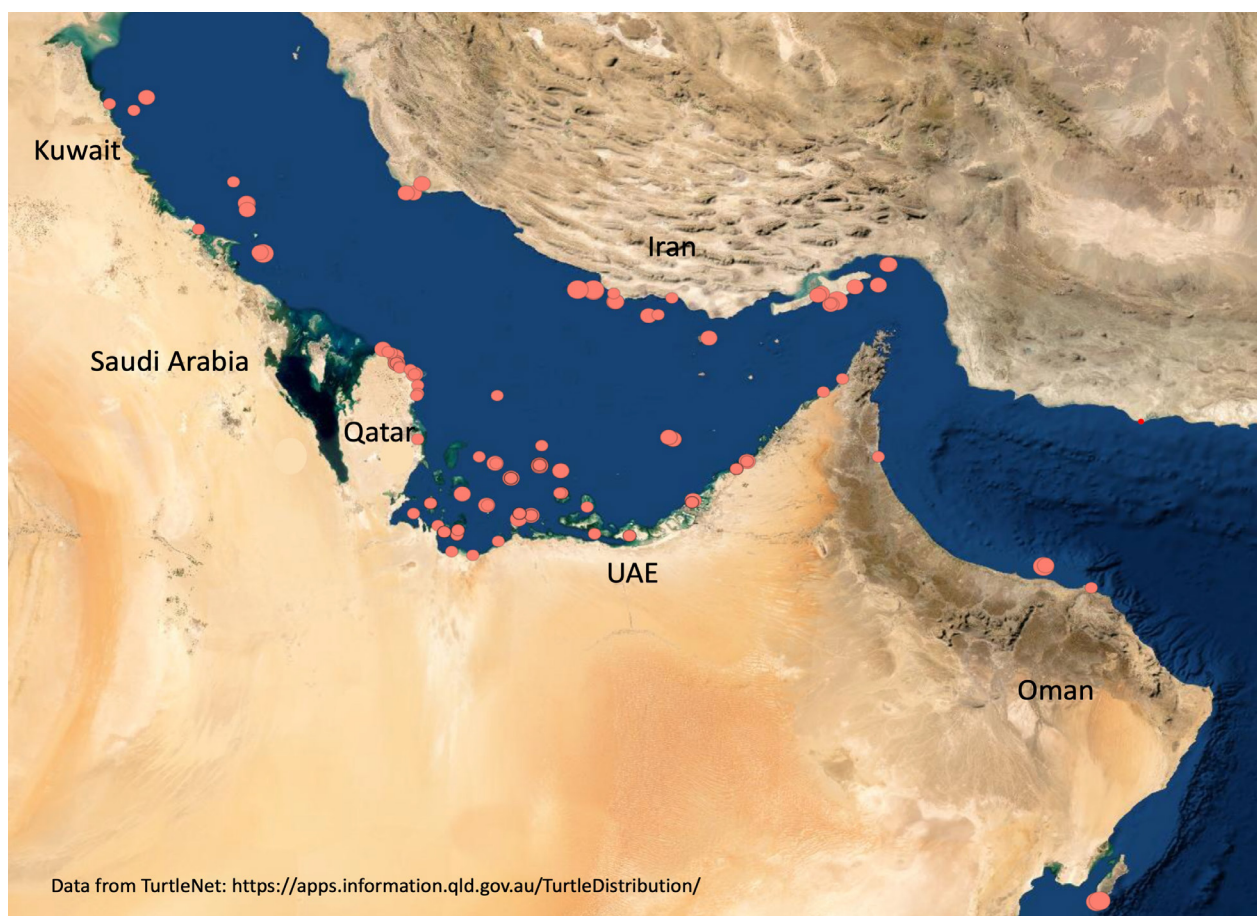 Kuwait
Iran
Saudi Arabia
Qatar
UAE
Oman
Data from TurtleNet: https://apps.information.qld.gov.au/TurtleDistribution/